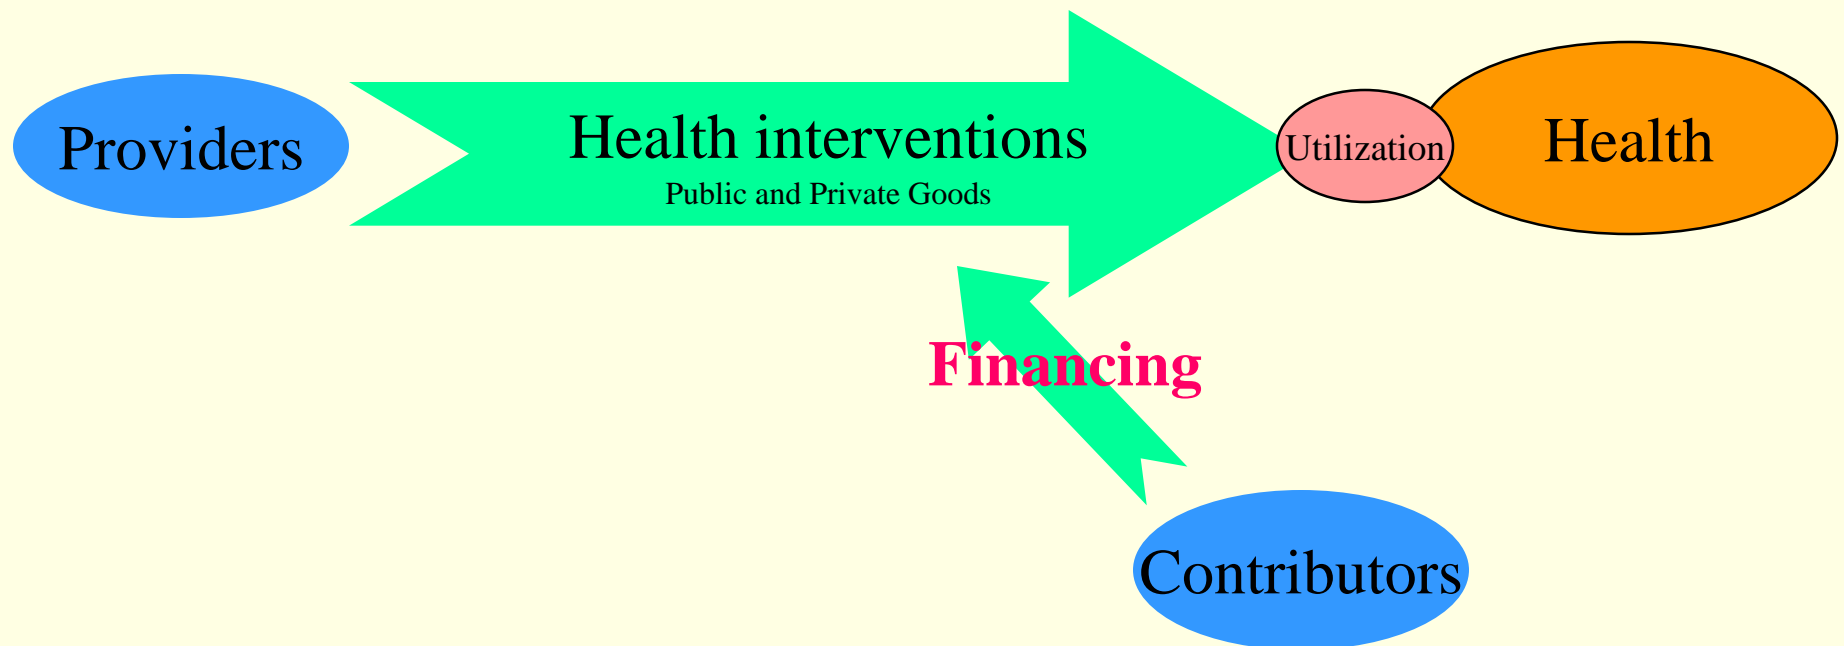 Providers
Health interventions
Public and Private Goods
Utilization
Health
Financing
Contributors